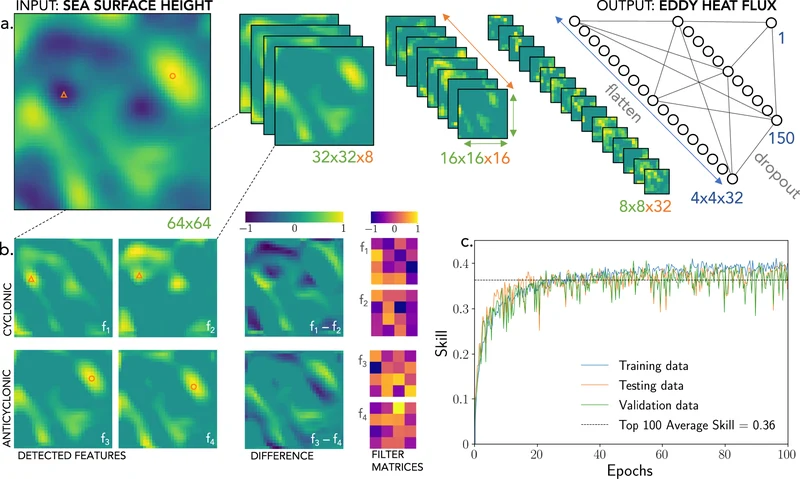 INPUT: SEA SURFACE HEIGHT
OUTPUT: EDDY HEAT FLUX
a.
64x64
32x32x8
16x16x16
8x8x32
flatten
4x4x32
150
1
dropout
b.
−1 0 1
−1 0 1
CYCLONIC
f1
f2
f1 − f2
f1
f2
ANTICYCLONIC
f3
f4
f3 − f4
f3
f4
DETECTED FEATURES
DIFFERENCE
FILTER
MATRICES
c.
Skill
0.4
0.3
0.2
0.1
0
0 20 40 60 80 100
Epochs
Training data
Testing data
Validation data
Top 100 Average Skill = 0.36